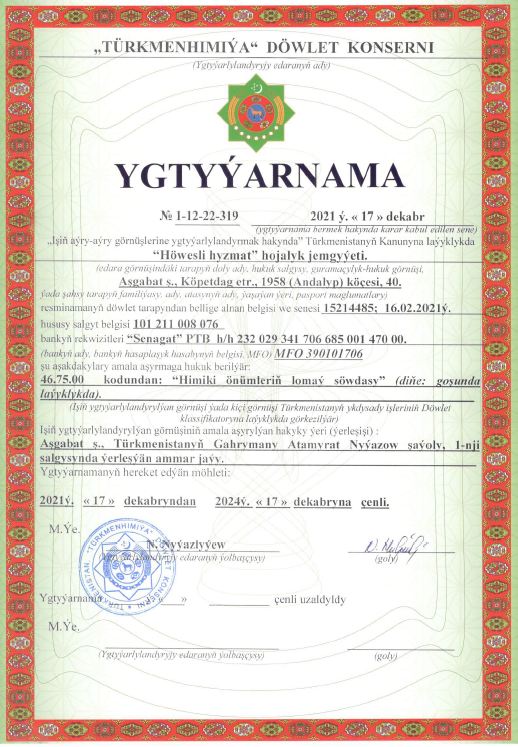 „TÜRKMENHIMIÝA“ DÖWLET KONSERNI
(Ygtyýarlylandyryjy edaranyň ady)
YGTYÝARNAMA
№ 1-12-22-319 2021 ý. « 17 » dekabr
(ygtyýarnama bermek hakynda karar kabul edilen sene)
„Işiň aýry-aýry görnüşlerine ygtyýarlylandyrmak hakynda” Türkmenistanyň Kanunyna laýyklykda
“Höwesli hyzmat” hojalyk jemgyýeti.
(edara görnüşindäki tarapyň doly ady, hukuk salgysy, guramaçylyk-hukuk görnüşi,
Aşgabat ş., Köpetdag etr., 1958 (Andalyp) köçesi, 40.
ýada şahsy tarapyň familiýasy, ady, atasynyň ady, ýaşaýan ýeri, pasport maglumatlary)
resminamanyň döwlet tarapyndan bellige alnan belgisi we senesi 15214485; 16.02.2021ý.
hususy salgyt belgisi 101 211 008 076
bankyň rekwizitleri “Senagat” PTB h/h 232 029 341 706 685 001 470 00.
(bankyň ady, bankyň hasaplaşyk hasabynyň belgisi, MFO) MFO 390101706
şu aşakdakylary amala aşyrmaga hukuk berilýär:
46.75.00 kodundan: “Himiki önümleriň lomaý söwdasy” (diňe: goşunda
laýyklykda).
(Işiň ygtyýarlylandyrylýan görnüşi ýada kiçi görnüşi Türkmenistanyň ykdysady işleriniň Döwlet
klassifikatoryna laýyklykda görkezilýär)
Işiň ygtyýarlylandyrylýan görnüşiniň amala aşyrylýan hakyky ýeri (ýerleşişi) :
Aşgabat ş., Türkmenistanyň Gahrymany Atamyrat Nyýazow şaýoly, 1-nji
salgysynda ýerleşýän ammar jaýy.
Ygtyýarnamanyň hereket edýän möhleti:
2021ý. « 17 » dekabryndan 2024ý. « 17 » dekabryna çenli.
M.Ýe.
N. Nyýazlyýew
(Ygtyýarlylandyryjy edaranyň ýolbaşçysy) (goly)
"TÜRKMENHIMIÝA" DÖWLET KONSERNI * TÜRKMENISTAN *
Ygtyýarnama » çenli uzaldyldy
M.Ýe.
(Ygtyýarlylandyryjy edaranyň ýolbaşçysy) (goly)